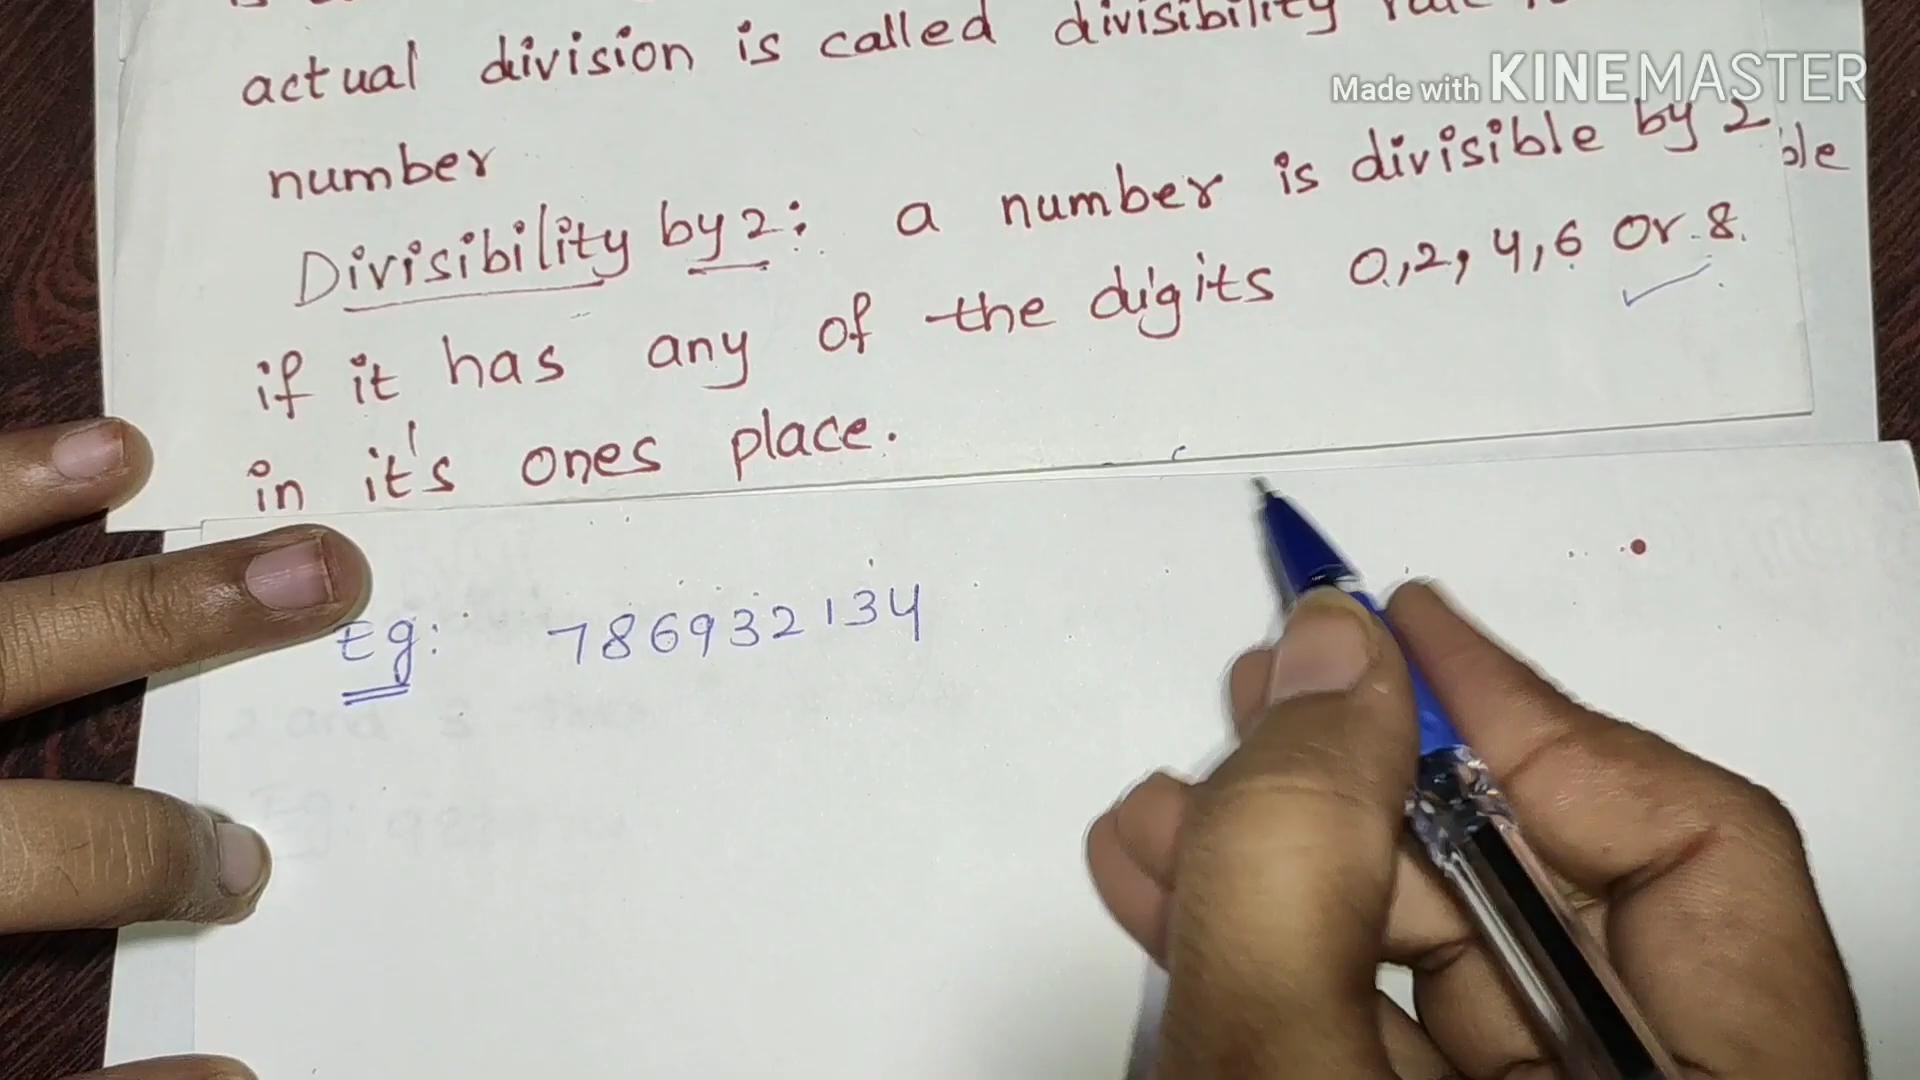 actual division is called divisibility
Made with KINEMASTER
number
Divisibility by 2: a number is divisible by 2
ble
if it has any of the digits 0,2,4,6 or 8.
in it's ones place.
Eg: 786932134